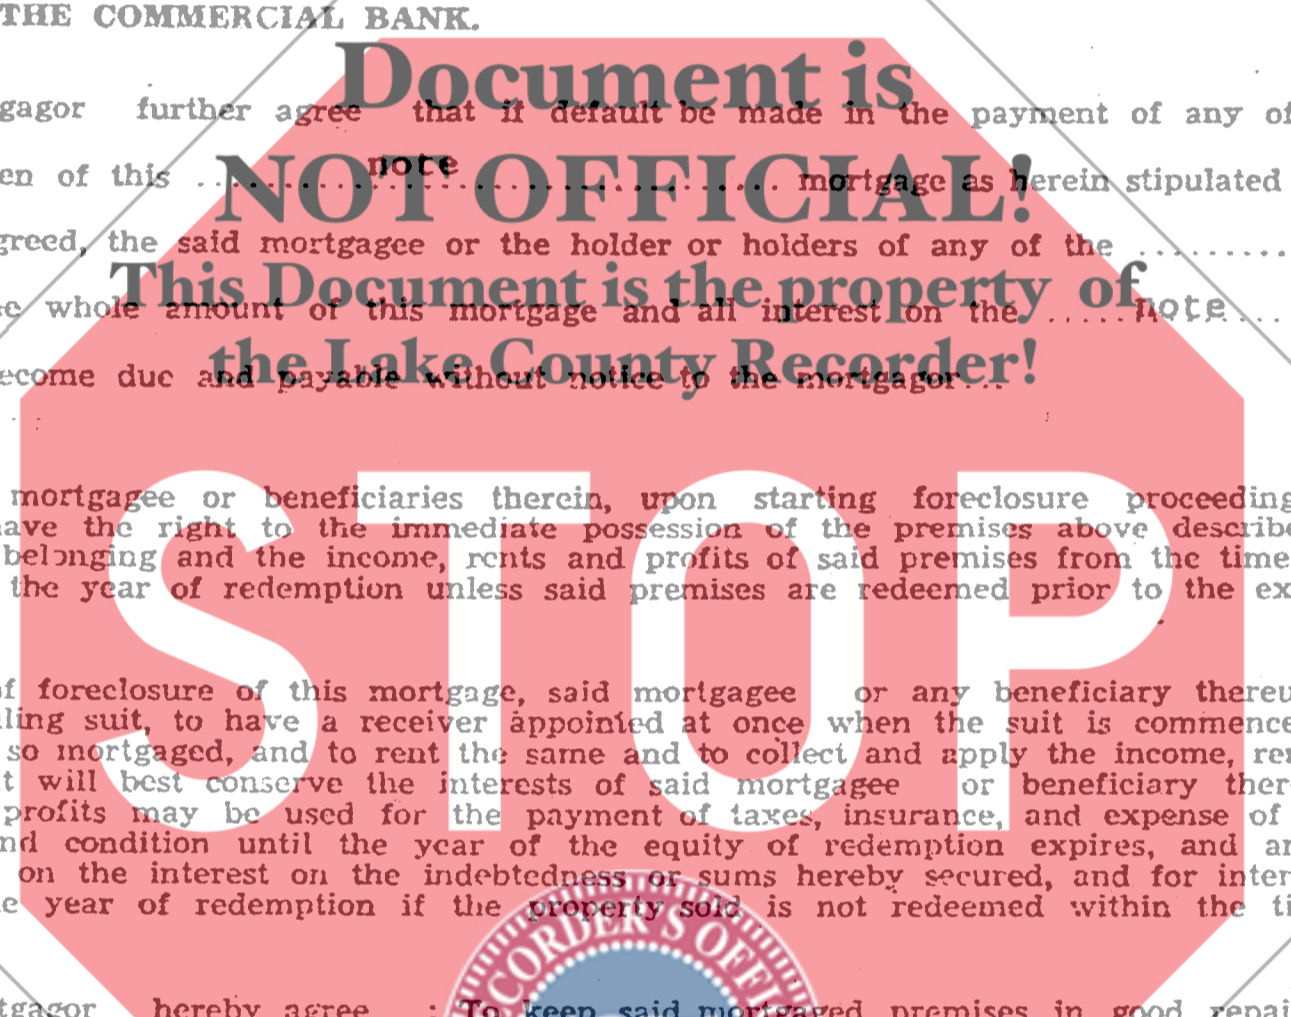 THE COMMERCIAL BANK.
Document is
gagor further agree that if default be made in the payment of any of
NOT OFFICIAL!
en of this .......... note .......... mortgage as herein stipulated
greed, the said mortgagee or the holder or holders of any of the .........
This Document is the property of
e whole amount of this mortgage and all interest on the .....note...
the Lake County Recorder!
ecome due and payable without notice to the mortgagor...
STOP
mortgagee or beneficiaries therein, upon starting foreclosure proceeding
have the right to the immediate possession of the premises above describe
belonging and the income, rents and profits of said premises from the time
the year of redemption unless said premises are redeemed prior to the ex
of foreclosure of this mortgage, said mortgagee or any beneficiary thereu
ling suit, to have a receiver appointed at once when the suit is commence
so mortgaged, and to rent the same and to collect and apply the income, ren
t will best conserve the interests of said mortgagee or beneficiary ther
profits may be used for the payment of taxes, insurance, and expense of
nd condition until the year of the equity of redemption expires, and an
on the interest on the indebtedness or sums hereby secured, and for inter
e year of redemption if the property sold is not redeemed within the ti
CORDER'S OFFI
tgagor hereby agree : To keep said mortgaged premises in good repai